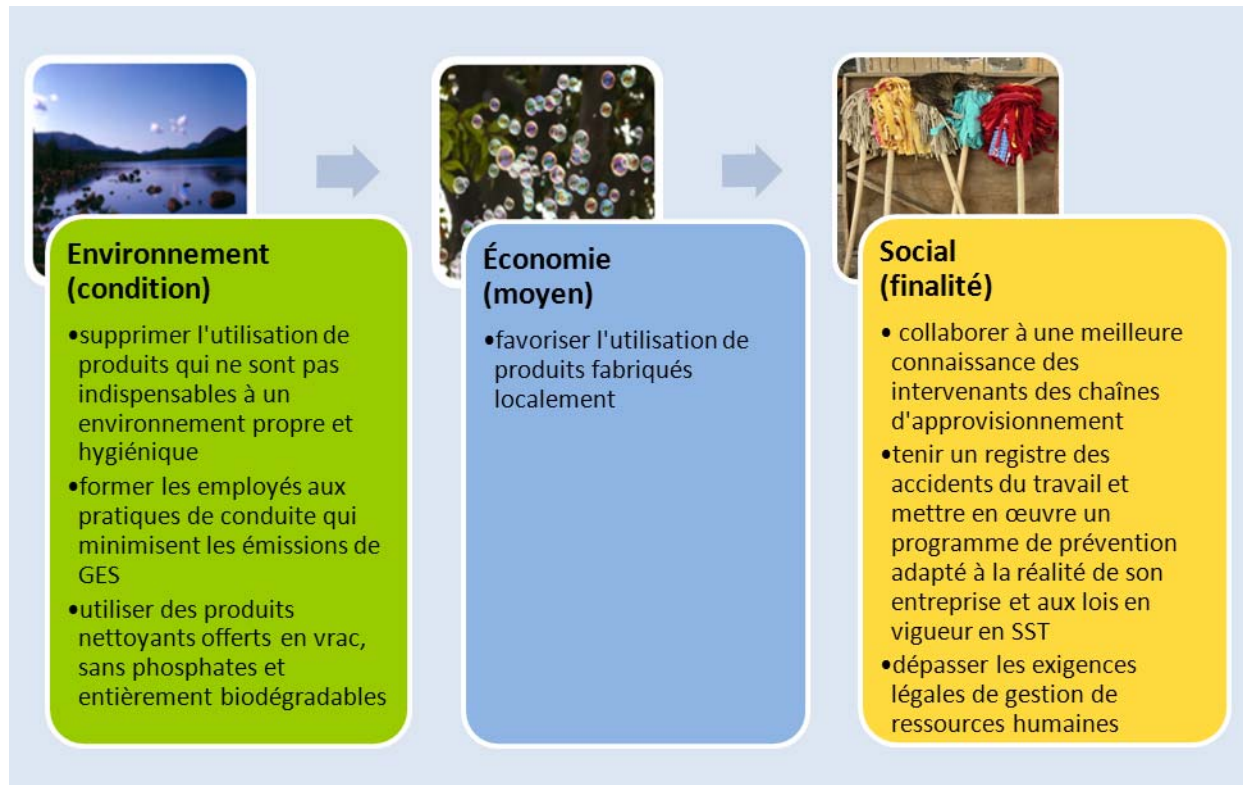 Environnement
(condition)
•supprimer l'utilisation de
produits qui ne sont pas
indispensables à un
environnement propre et
hygiénique
•former les employés aux
pratiques de conduite qui
minimisent les émissions de
GES
•utiliser des produits
nettoyants offerts en vrac,
sans phosphates et
entièrement biodégradables
Économie
(moyen)
•favoriser l'utilisation de
produits fabriqués
localement
Social
(finalité)
• collaborer à une meilleure
connaissance des
intervenants des chaînes
d'approvisionnement
•tenir un registre des
accidents du travail et
mettre en œuvre un
programme de prévention
adapté à la réalité de son
entreprise et aux lois en
vigueur en SST
•dépasser les exigences
légales de gestion de
ressources humaines